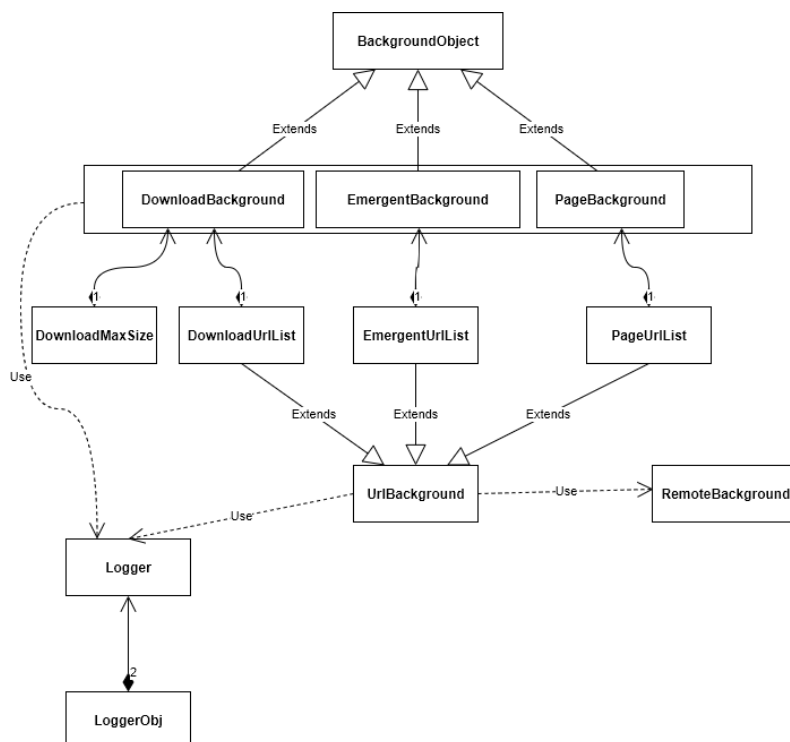 BackgroundObject
Extends
Extends
Extends
DownloadBackground
EmergentBackground
PageBackground
1
1
1
1
DownloadMaxSize
DownloadUrlList
EmergentUrlList
PageUrlList
Use
Extends
Extends
Extends
UrlBackground
Use
RemoteBackground
Use
Logger
2
LoggerObj